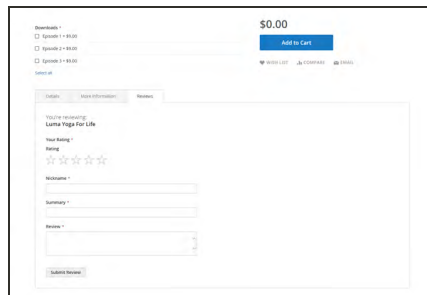 Downloads *
Episode 1 + $9.00
Episode 2 + $9.00
Episode 3 + $9.00
Select all
$0.00
Add to Cart
WISH LIST COMPARE EMAIL
Details More Information Reviews
You're reviewing:
Luma Yoga For Life
Your Rating *
Rating
Nickname *
Summary *
Review *
Submit Review